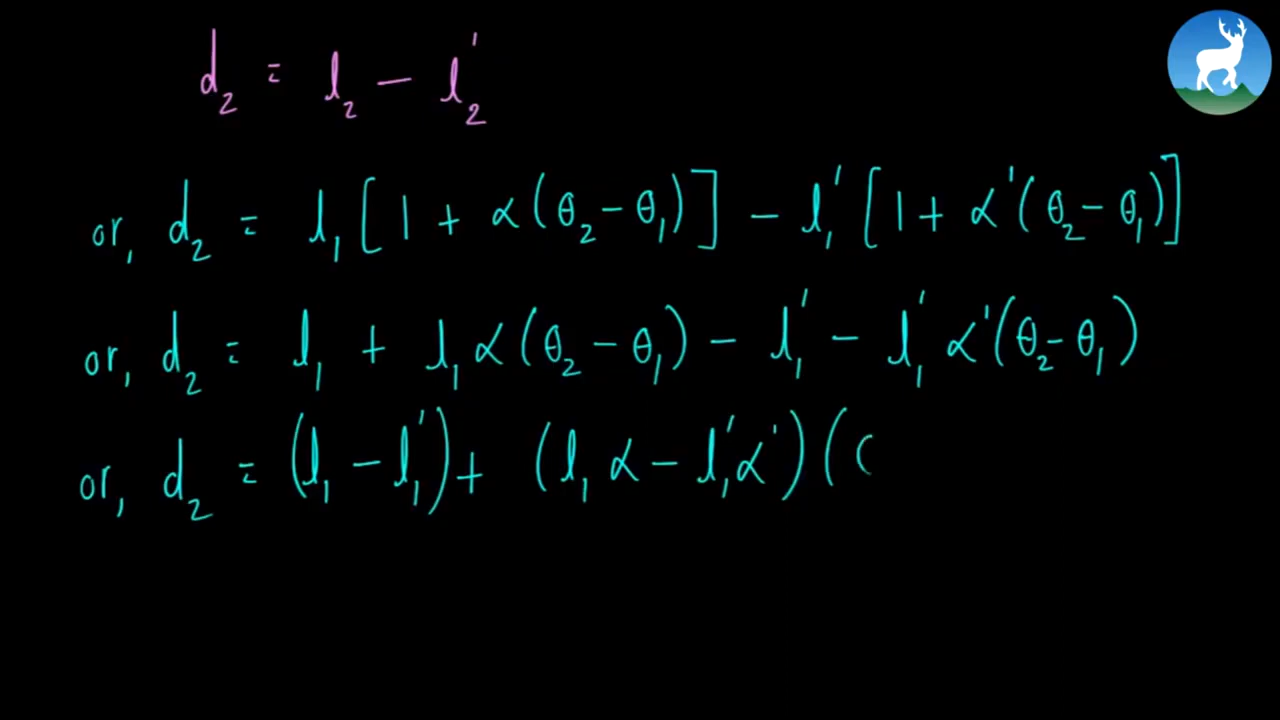 d₂ = l₂ − l₂'
or, d₂ = l₁[1 + α(θ₂ − θ₁)] − l₁'[1 + α'(θ₂ − θ₁)]
or, d₂ = l₁ + l₁α(θ₂ − θ₁) − l₁' − l₁'α'(θ₂ − θ₁)
or, d₂ = (l₁ − l₁') + (l₁α − l₁'α')(